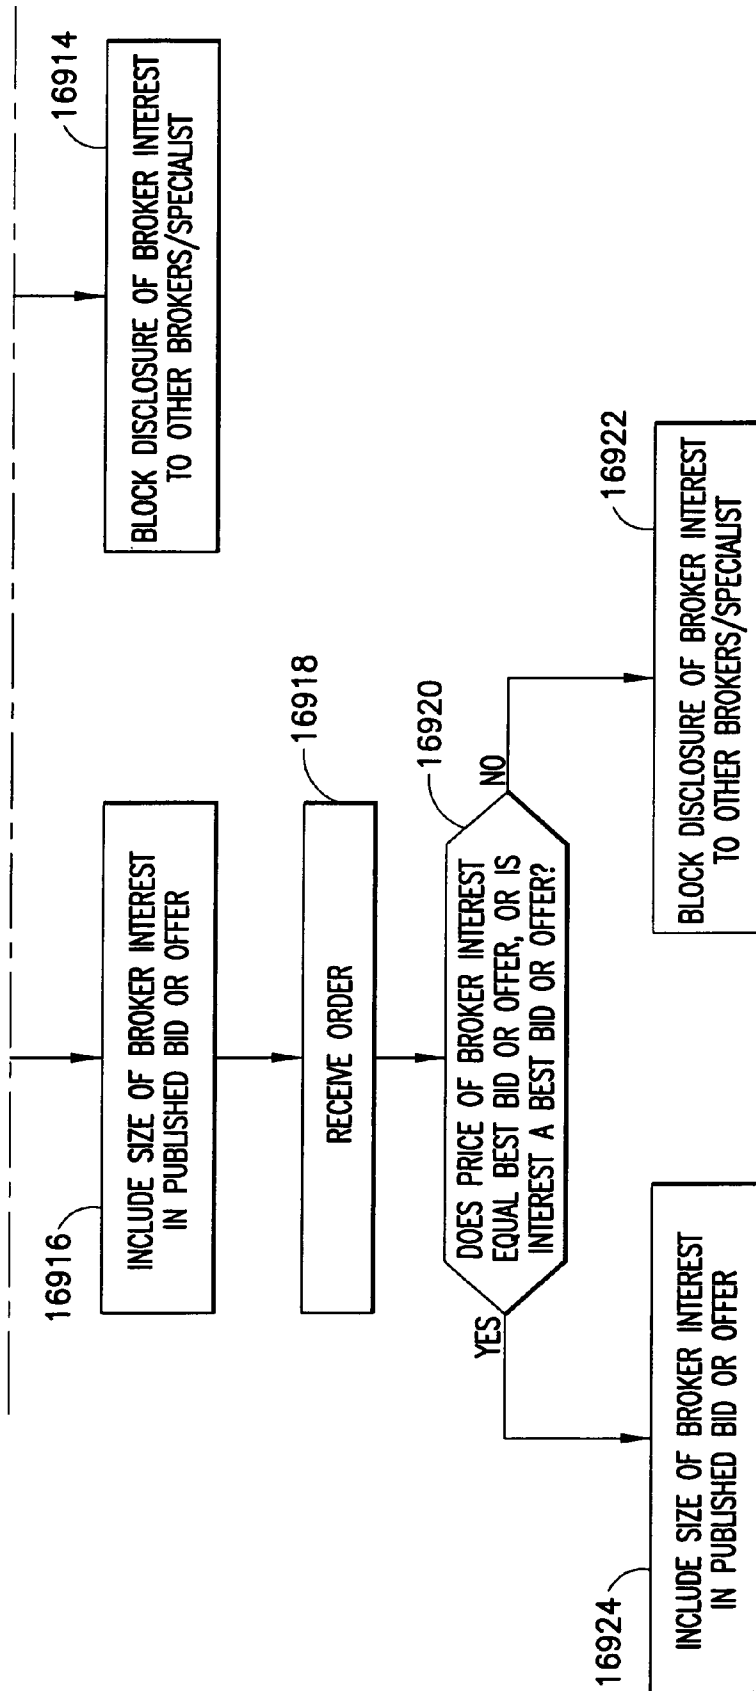 16916
INCLUDE SIZE OF BROKER INTEREST
IN PUBLISHED BID OR OFFER
16914
BLOCK DISCLOSURE OF BROKER INTEREST
TO OTHER BROKERS/SPECIALIST
16918
RECEIVE ORDER
16920
DOES PRICE OF BROKER INTEREST
EQUAL BEST BID OR OFFER, OR IS
INTEREST A BEST BID OR OFFER?
YES
NO
16924
INCLUDE SIZE OF BROKER INTEREST
IN PUBLISHED BID OR OFFER
16922
BLOCK DISCLOSURE OF BROKER INTEREST
TO OTHER BROKERS/SPECIALIST